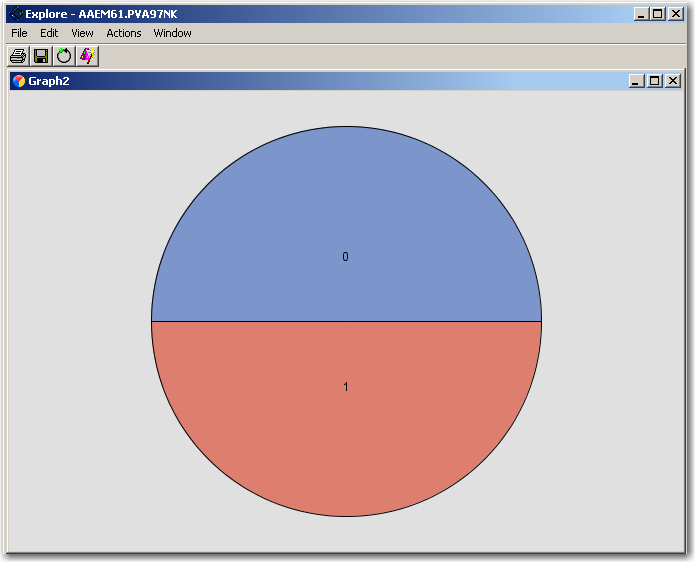 Explore - AAEM61.PVA97NK
File Edit View Actions Window
Graph2
0
1